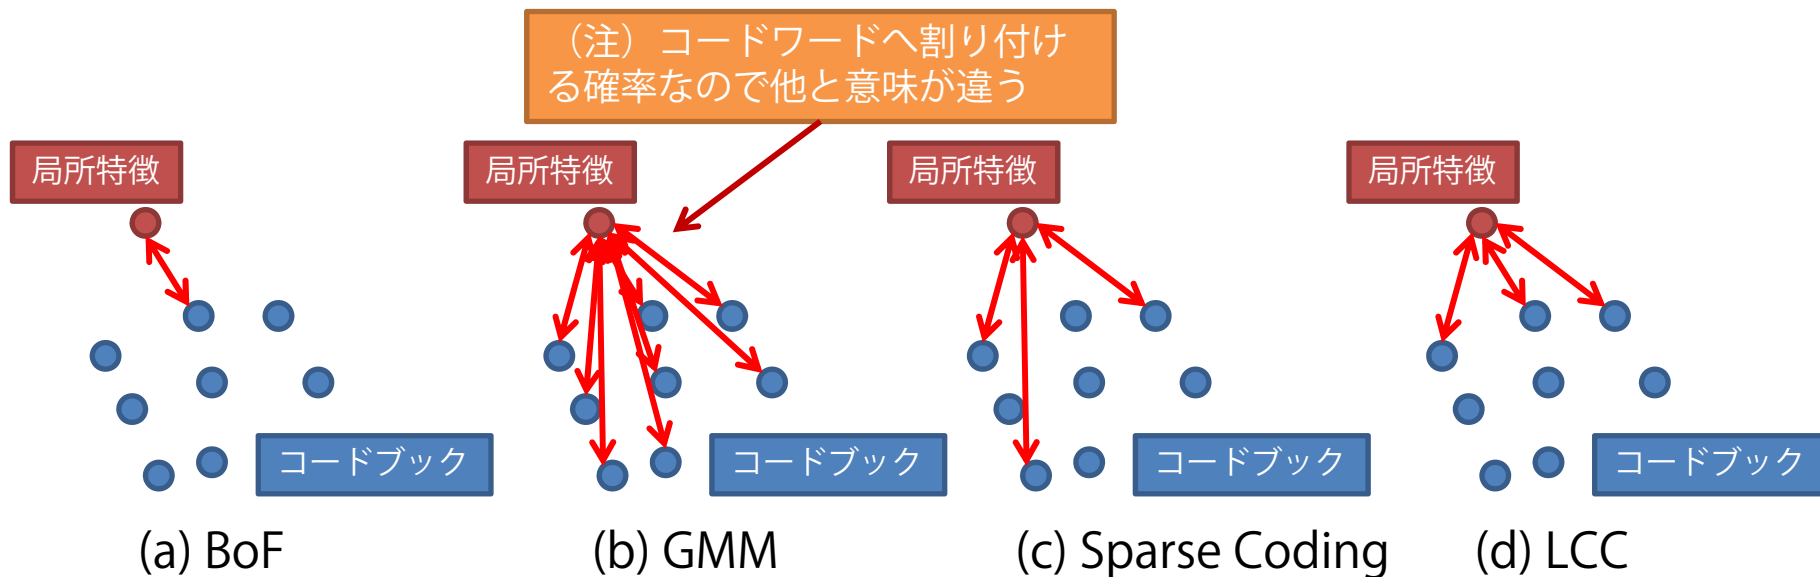 （注）コードワードへ割り付け
る確率なので他と意味が違う
局所特徴
局所特徴
局所特徴
局所特徴
コードブック
コードブック
コードブック
コードブック
(a) BoF
(b) GMM
(c) Sparse Coding
(d) LCC